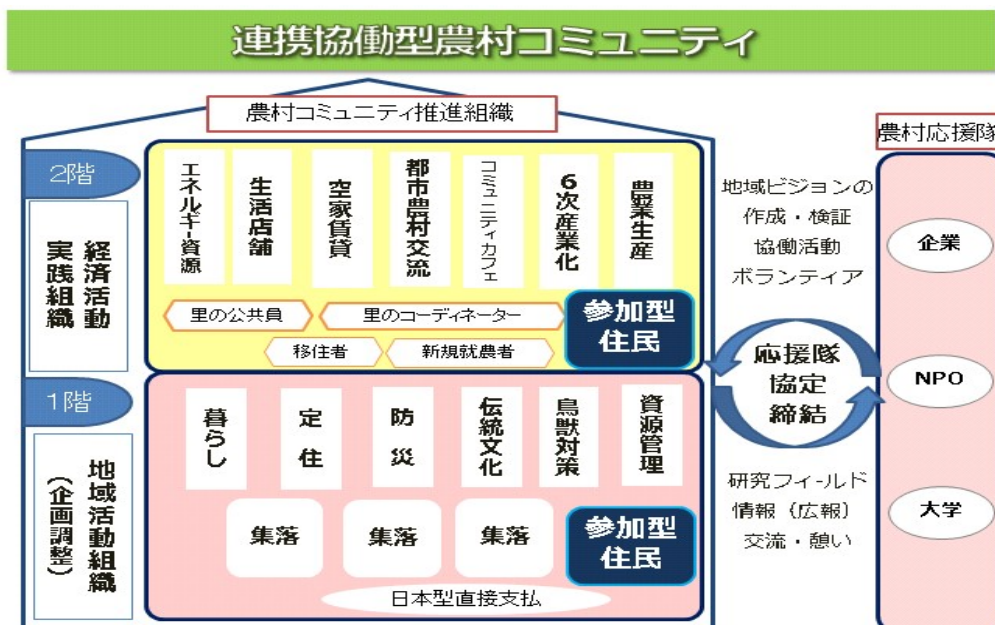 連携協働型農村コミュニティ
農村コミュニティ推進組織
2階
経済活動
実践組織
エネルギー資源
生活店舗
空家賃貸
都市農村交流
コミュニティカフェ
6次産業化
農業生産
里の公共員
里のコーディネーター
移住者
新規就農者
参加型
住民
1階
地域活動組織
(企画調整)
暮らし
定住
防災
伝統文化
鳥獣対策
資源管理
集落
集落
集落
参加型
住民
日本型直接支払
地域ビジョンの
作成・検証
協働活動
ボランティア
応援隊
協定
締結
研究フィールド
情報(広報)
交流・憩い
農村応援隊
企業
NPO
大学